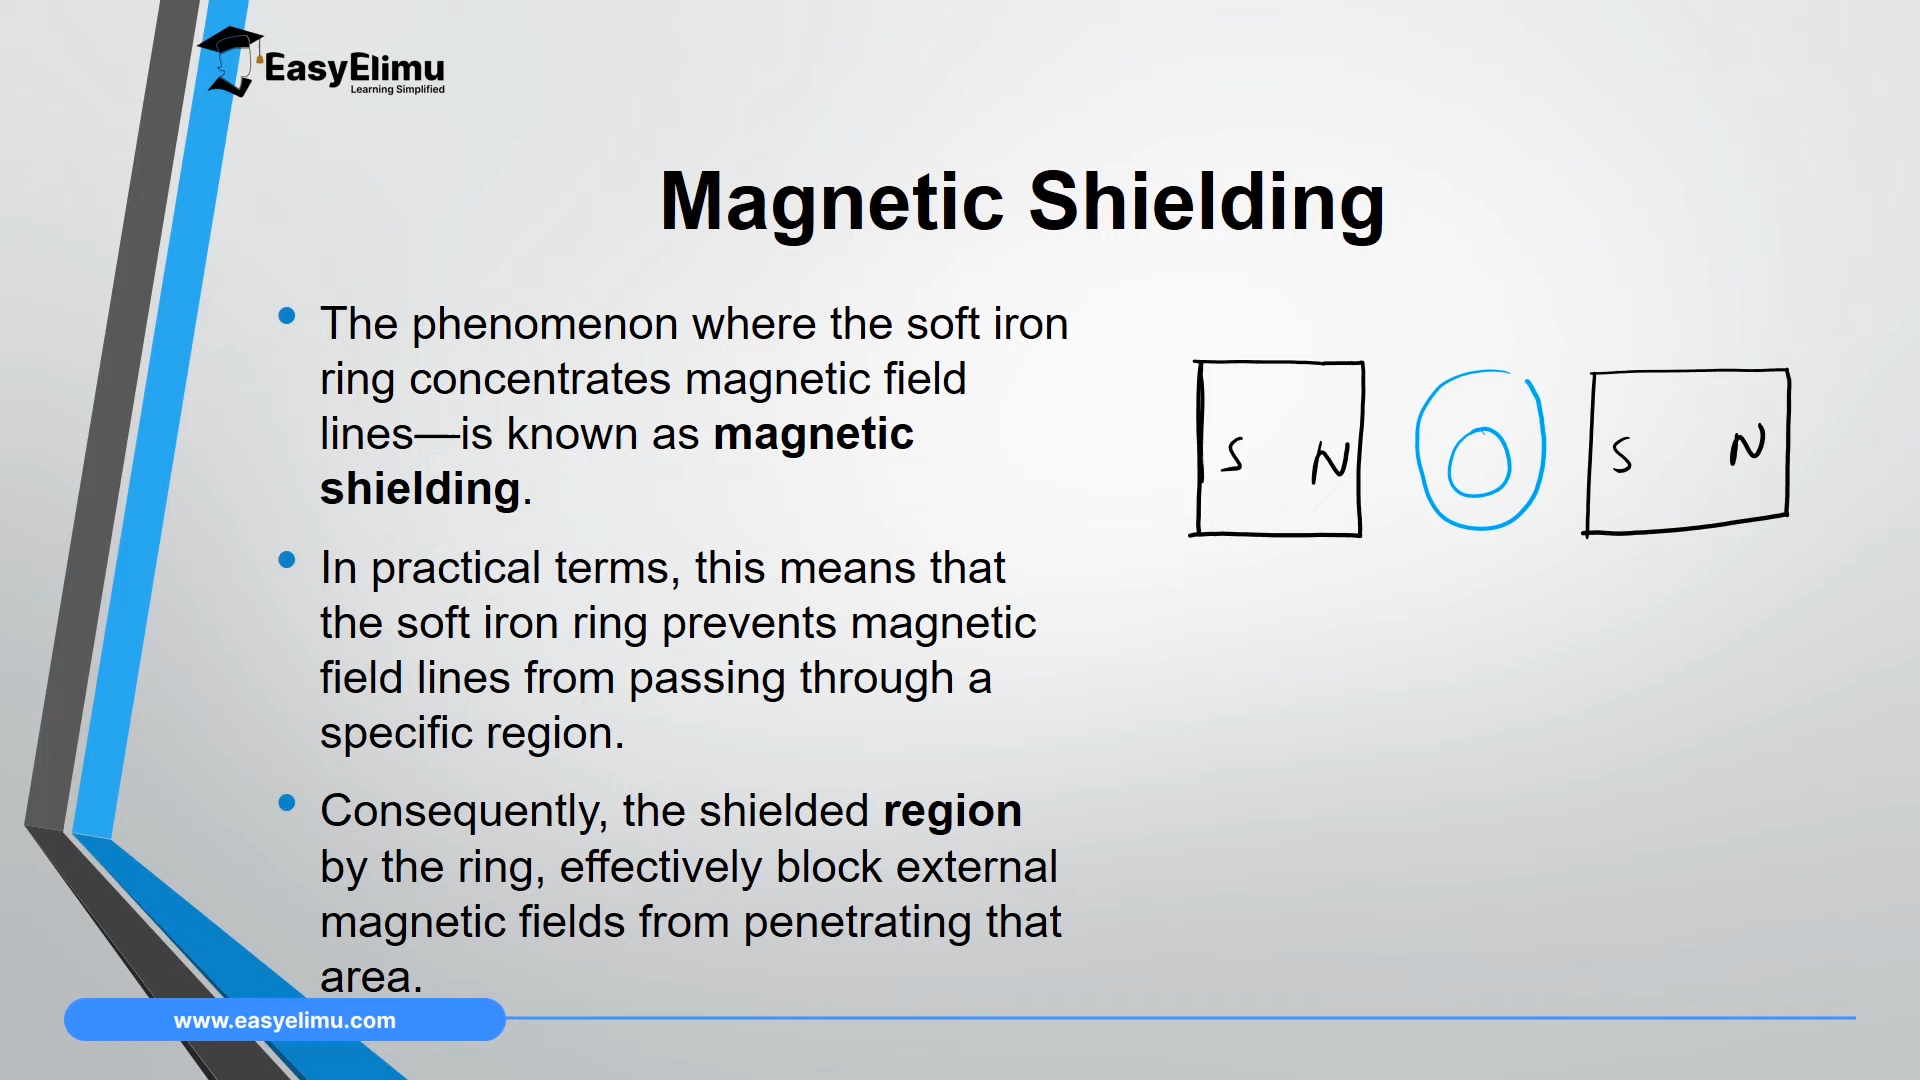 EasyElimu
Learning Simplified
Magnetic Shielding
The phenomenon where the soft iron
ring concentrates magnetic field
lines—is known as magnetic
shielding.
In practical terms, this means that
the soft iron ring prevents magnetic
field lines from passing through a
specific region.
Consequently, the shielded region
by the ring, effectively block external
magnetic fields from penetrating that
area.
S N S N
www.easyelimu.com